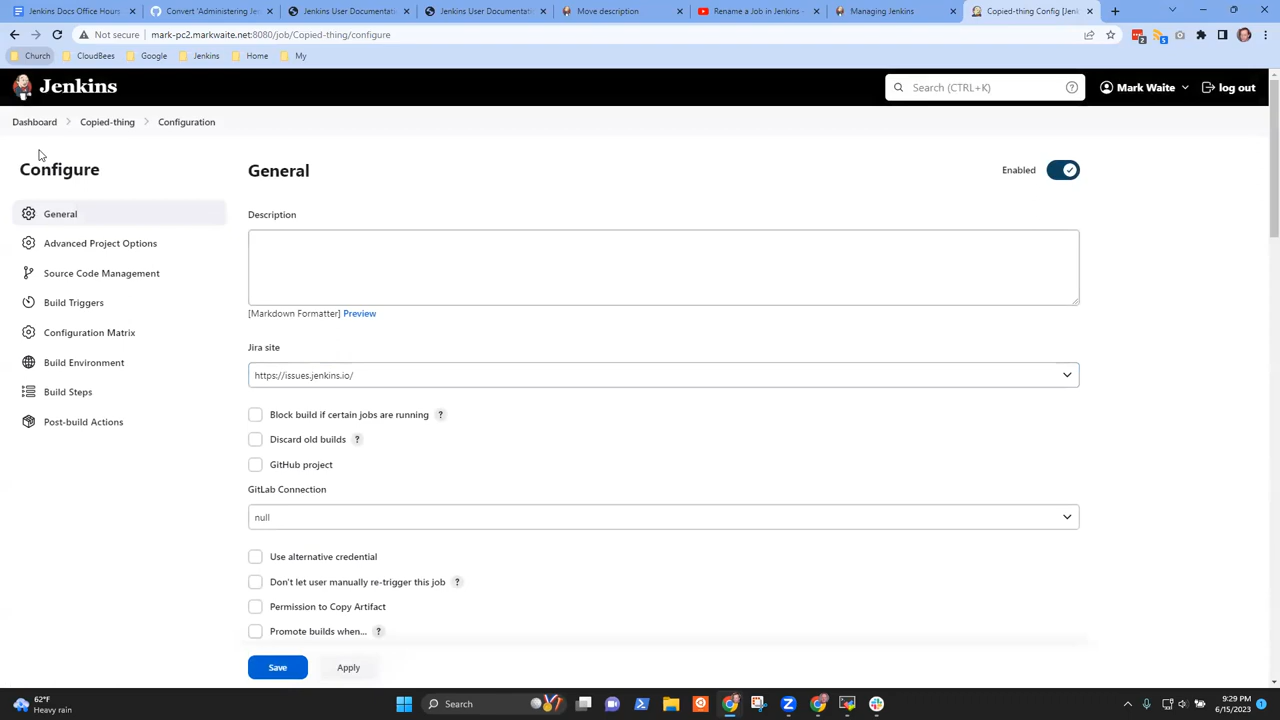 Docs Office Hours
Convert 'Administering J
Jenkins User Documentat
Jenkins User Documentat
Move description
Rename a Job in Jenkins -
Managing Jenkins
Copied-thing Config [Jenk
Not secure | mark-pc2.markwaite.net:8080/job/Copied-thing/configure
Church
CloudBees
Google
Jenkins
Home
My
Jenkins
Search (CTRL+K)
?
Mark Waite
log out
Dashboard
Copied-thing
Configuration
Configure
General
Advanced Project Options
Source Code Management
Build Triggers
Configuration Matrix
Build Environment
Build Steps
Post-build Actions
General
Enabled
Description
[Markdown Formatter] Preview
Jira site
https://issues.jenkins.io/
Block build if certain jobs are running ?
Discard old builds ?
GitHub project
GitLab Connection
null
Use alternative credential
Don't let user manually re-trigger this job ?
Permission to Copy Artifact
Promote builds when... ?
Save
Apply
62°F
Heavy rain
Search
9:29 PM
6/15/2023